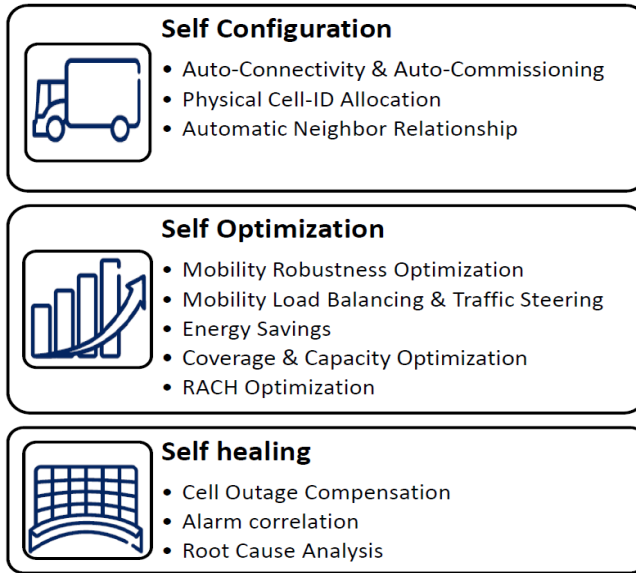 Self Configuration
• Auto-Connectivity & Auto-Commissioning
• Physical Cell-ID Allocation
• Automatic Neighbor Relationship
Self Optimization
• Mobility Robustness Optimization
• Mobility Load Balancing & Traffic Steering
• Energy Savings
• Coverage & Capacity Optimization
• RACH Optimization
Self healing
• Cell Outage Compensation
• Alarm correlation
• Root Cause Analysis